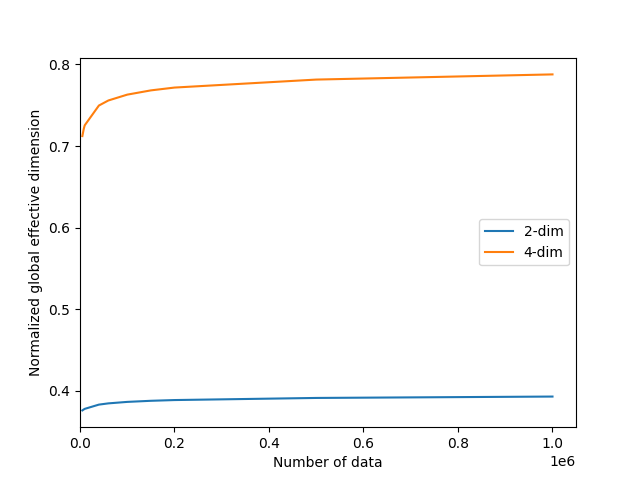 0.8
0.7
0.6
0.5
0.4
Normalized global effective dimension
2-dim
4-dim
0.0 0.2 0.4 0.6 0.8 1.0
1e6
Number of data